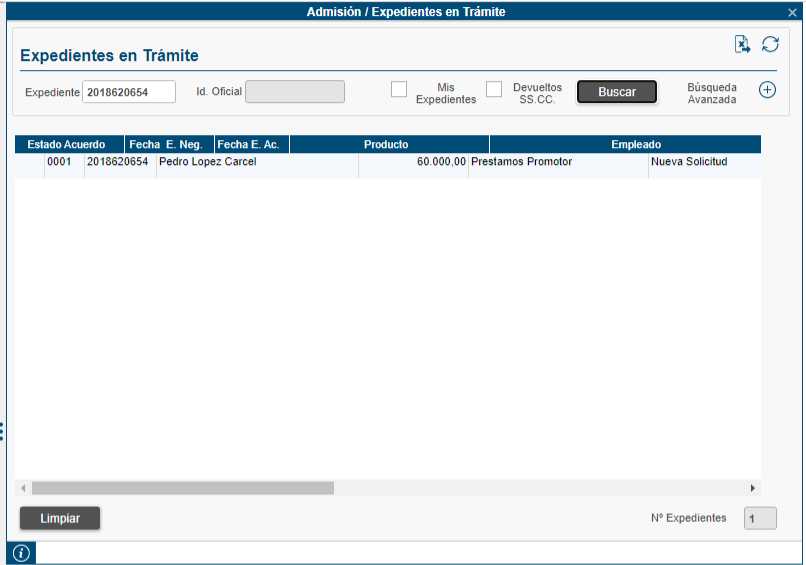 Admisión / Expedientes en Trámite
Expedientes en Trámite
Expediente 2018620654 Id. Oficial Mis Expedientes Devueltos SS.CC. Buscar Búsqueda Avanzada
Estado Acuerdo Fecha E. Neg. Fecha E. Ac. Producto Empleado
0001 2018620654 Pedro Lopez Carcel 60.000,00 Prestamos Promotor Nueva Solicitud
Limpiar Nº Expedientes 1